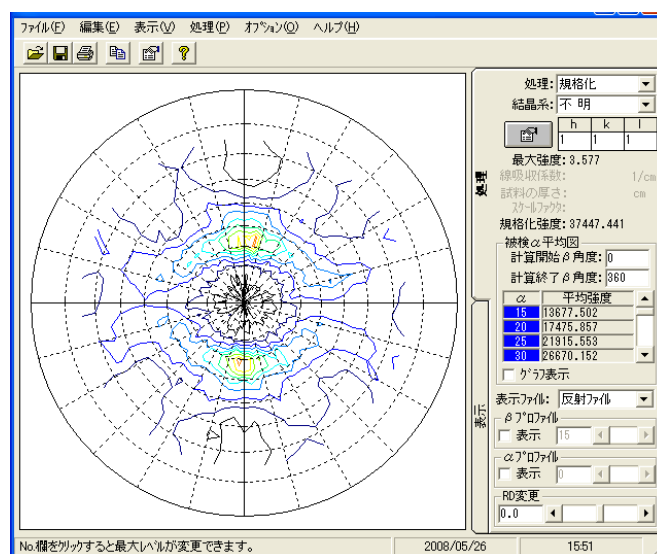 ファイル(F) 編集(E) 表示(V) 処理(P) オプション(O) ヘルプ(H)
処理: 規格化
結晶系: 不 明
h k l
1 1 1
最大強度: 3.577
線吸収係数: 1/cm
試料の厚さ: cm
スケールファクタ:
規格化強度: 37447.441
被検α平均図
計算開始β角度: 0
計算終了β角度: 360
α 平均強度
15 13677.502
20 17475.857
25 21915.553
30 26670.152
グラフ表示
表示ファイル: 反射ファイル
βプロファイル
表示 15
αプロファイル
表示 0
RD変更
0.0
処理
表示
No.欄をクリックすると最大レベルが変更できます。 2008/05/26 15:51